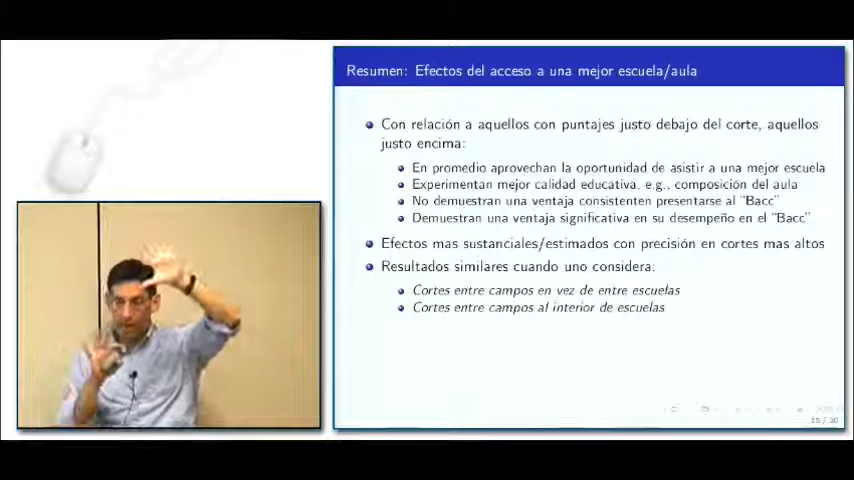 Resumen: Efectos del acceso a una mejor escuela/aula
Con relación a aquellos con puntajes justo debajo del corte, aquellos
justo encima:
En promedio aprovechan la oportunidad de asistir a una mejor escuela
Experimentan mejor calidad educativa, e.g., composición del aula
No demuestran una ventaja consistenten presentarse al "Bacc"
Demuestran una ventaja significativa en su desempeño en el "Bacc"
Efectos mas sustanciales/estimados con precisión en cortes mas altos
Resultados similares cuando uno considera:
Cortes entre campos en vez de entre escuelas
Cortes entre campos al interior de escuelas
15 / 30